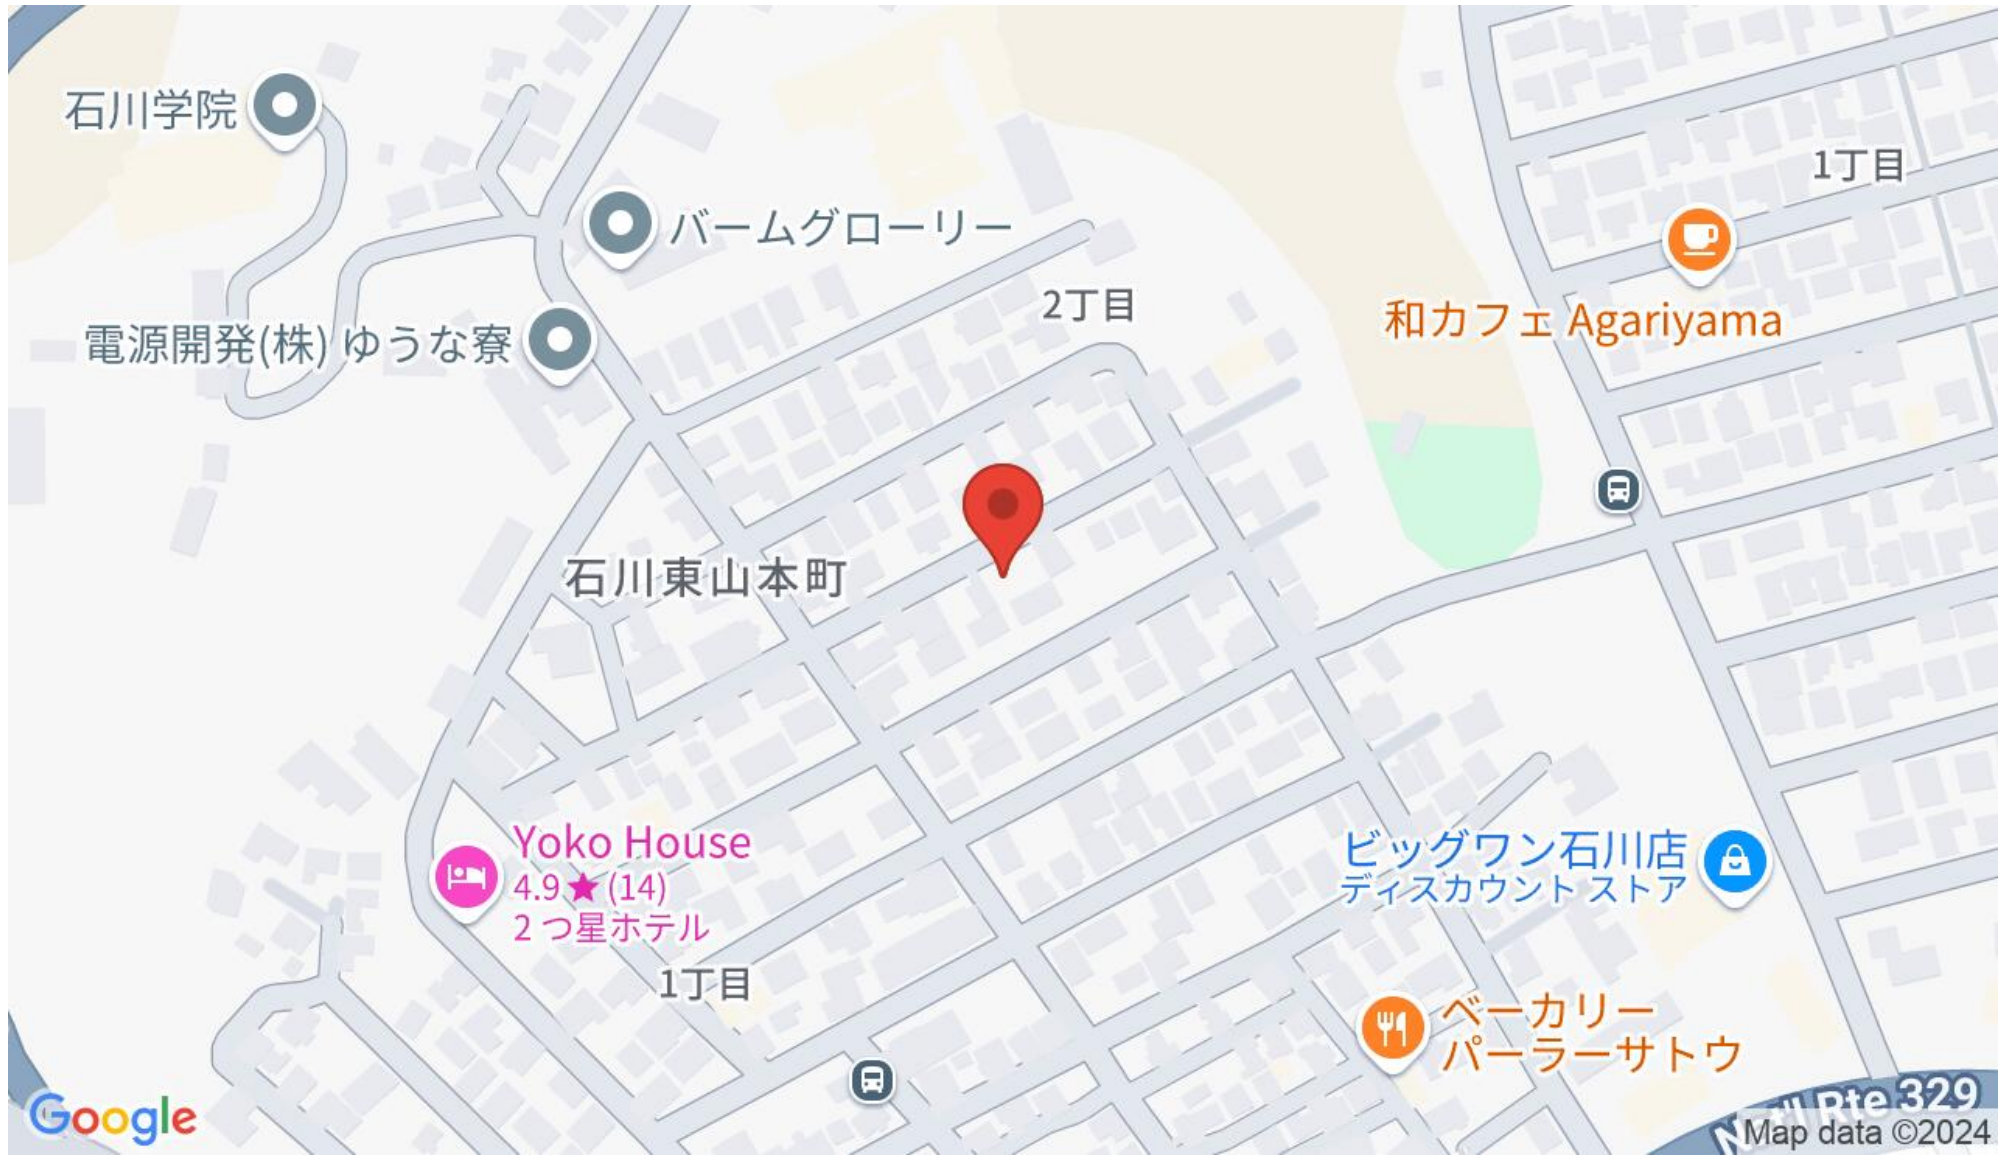 石川学院
1丁目
バームグローリー
2丁目
和カフェ Agariyama
電源開発(株) ゆうな寮
石川東山本町
Yoko House
4.9★(14)
2 つ星ホテル
ビッグワン石川店
ディスカウント ストア
1丁目
ベーカリー
パーラーサトウ
Nat'l Rte 329
Google
Map data ©2024